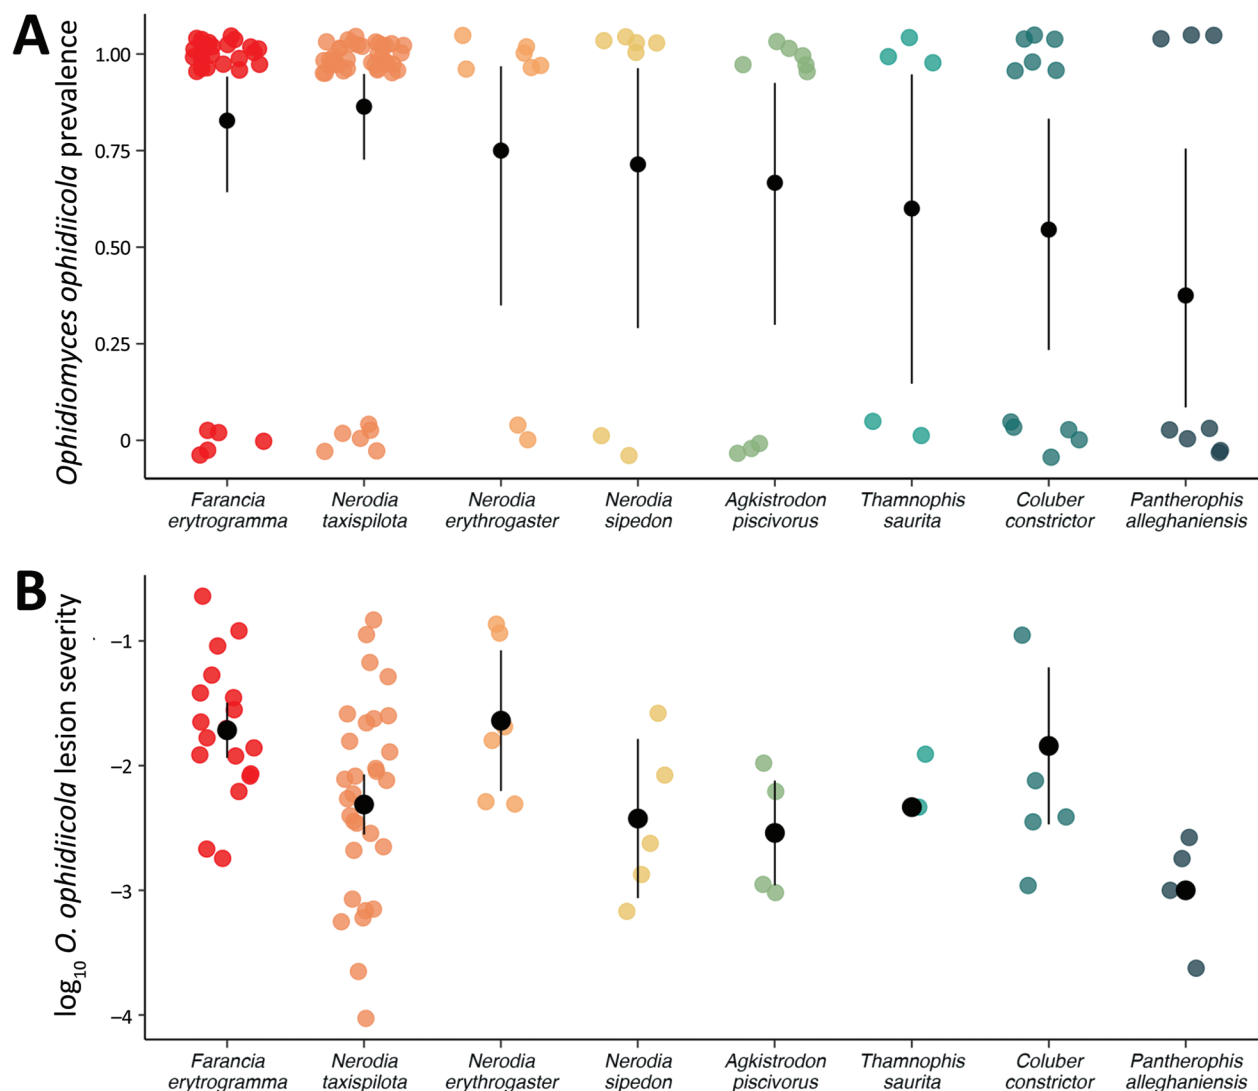 A
Ophidiomyces ophidiicola prevalence
1.00
0.75
0.50
0.25
0
Farancia erytrogramma
Nerodia taxispilota
Nerodia erythrogaster
Nerodia sipedon
Agkistrodon piscivorus
Thamnophis saurita
Coluber constrictor
Pantherophis alleghaniensis
B
log10 O. ophidiicola lesion severity
–1
–2
–3
–4
Farancia erytrogramma
Nerodia taxispilota
Nerodia erythrogaster
Nerodia sipedon
Agkistrodon piscivorus
Thamnophis saurita
Coluber constrictor
Pantherophis alleghaniensis